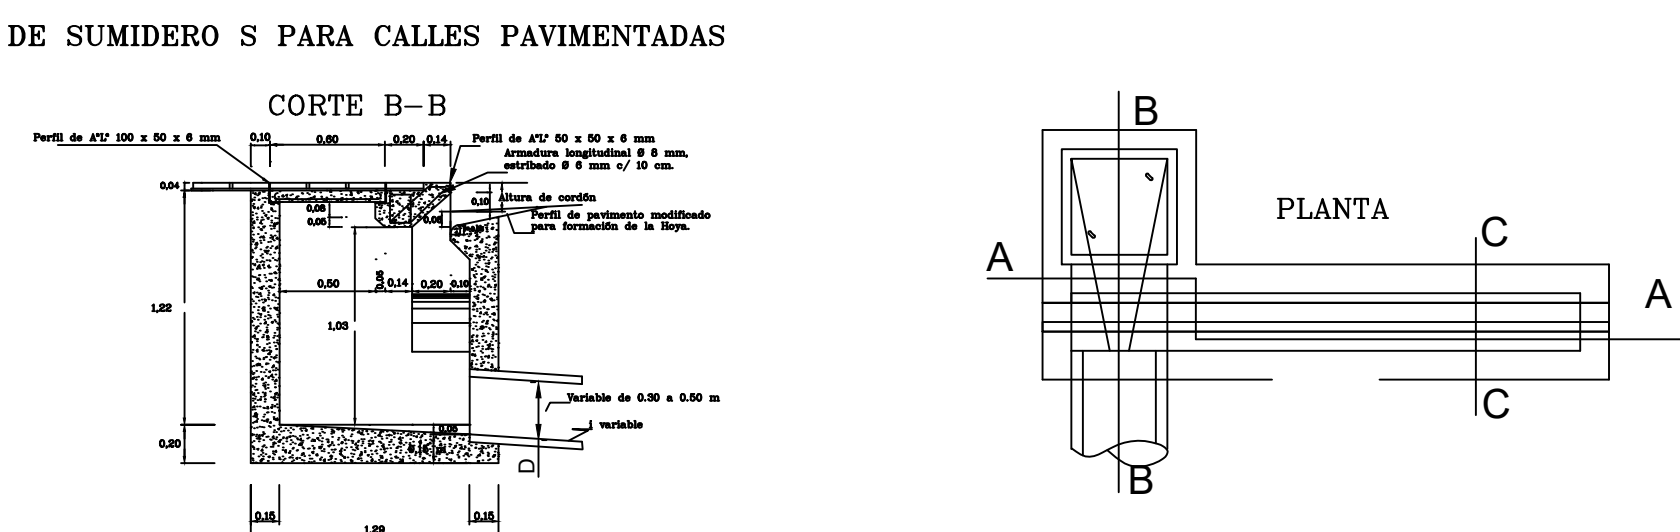 DE SUMIDERO S PARA CALLES PAVIMENTADAS
CORTE B-B
Perfil de A°L° 100 x 50 x 6 mm
0,10
0,60
0,20
0,14
Perfil de A°L° 50 x 50 x 6 mm
Armadura longitudinal Ø 8 mm,
estribado Ø 6 mm c/ 10 cm.
0,04
Altura de cordón
0,10
0,08
0,05
0,08
Perfil de pavimento modificado
para formación de la Hoya.
0,50
0,05
0,14
0,20
0,10
1,22
1,03
Variable de 0.30 a 0.50 m
i variable
0,05
0,20
D
0,15
0,15
1,29
B
PLANTA
C
A
A
C
B